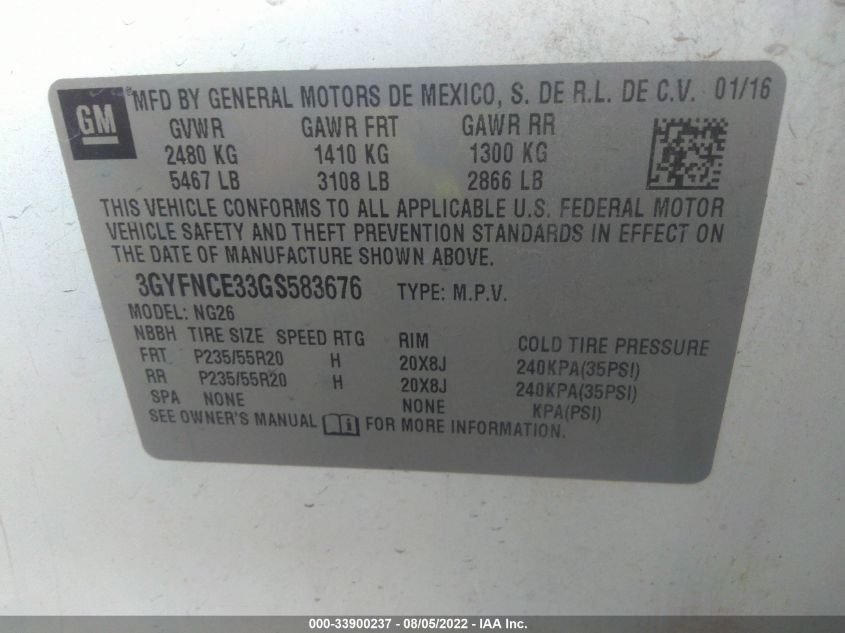 GM
®MFD BY GENERAL MOTORS DE MEXICO, S. DE R.L. DE C.V. 01/16
GVWR GAWR FRT GAWR RR
2480 KG 1410 KG 1300 KG
5467 LB 3108 LB 2866 LB
THIS VEHICLE CONFORMS TO ALL APPLICABLE U.S. FEDERAL MOTOR
VEHICLE SAFETY AND THEFT PREVENTION STANDARDS IN EFFECT ON
THE DATE OF MANUFACTURE SHOWN ABOVE.
3GYFNCE33GS583676 TYPE: M.P.V.
MODEL: NG26
NBBH TIRE SIZE SPEED RTG RIM COLD TIRE PRESSURE
FRT P235/55R20 H 20X8J 240KPA(35PSI)
RR P235/55R20 H 20X8J 240KPA(35PSI)
SPA NONE NONE KPA(PSI)
SEE OWNER'S MANUAL FOR MORE INFORMATION.
000-33900237 - 08/05/2022 - IAA Inc.